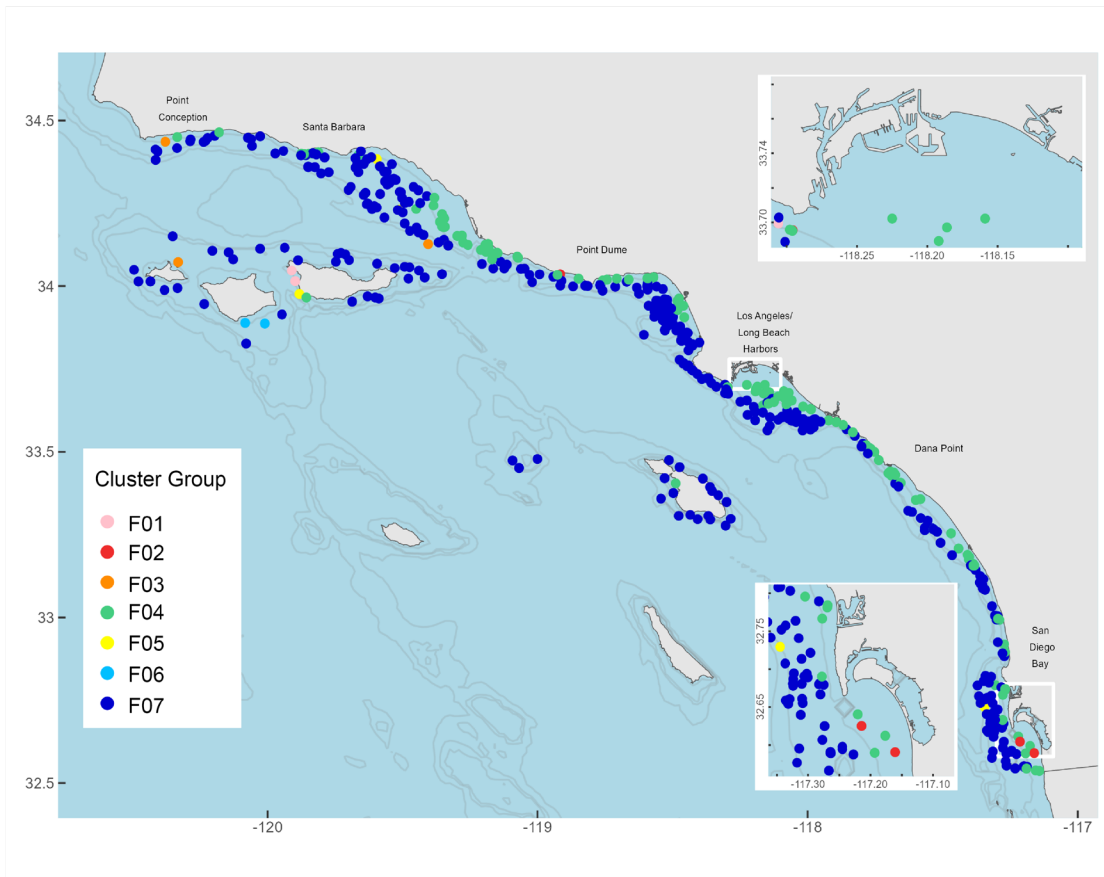 Point
Conception
Santa Barbara
Point Dume
Los Angeles/
Long Beach
Harbors
Dana Point
San
Diego
Bay
34.5
34
33.5
33
32.5
-120
-119
-118
-117
33.74
33.70
-118.25
-118.20
-118.15
32.75
32.65
-117.30
-117.20
-117.10
Cluster Group
F01
F02
F03
F04
F05
F06
F07